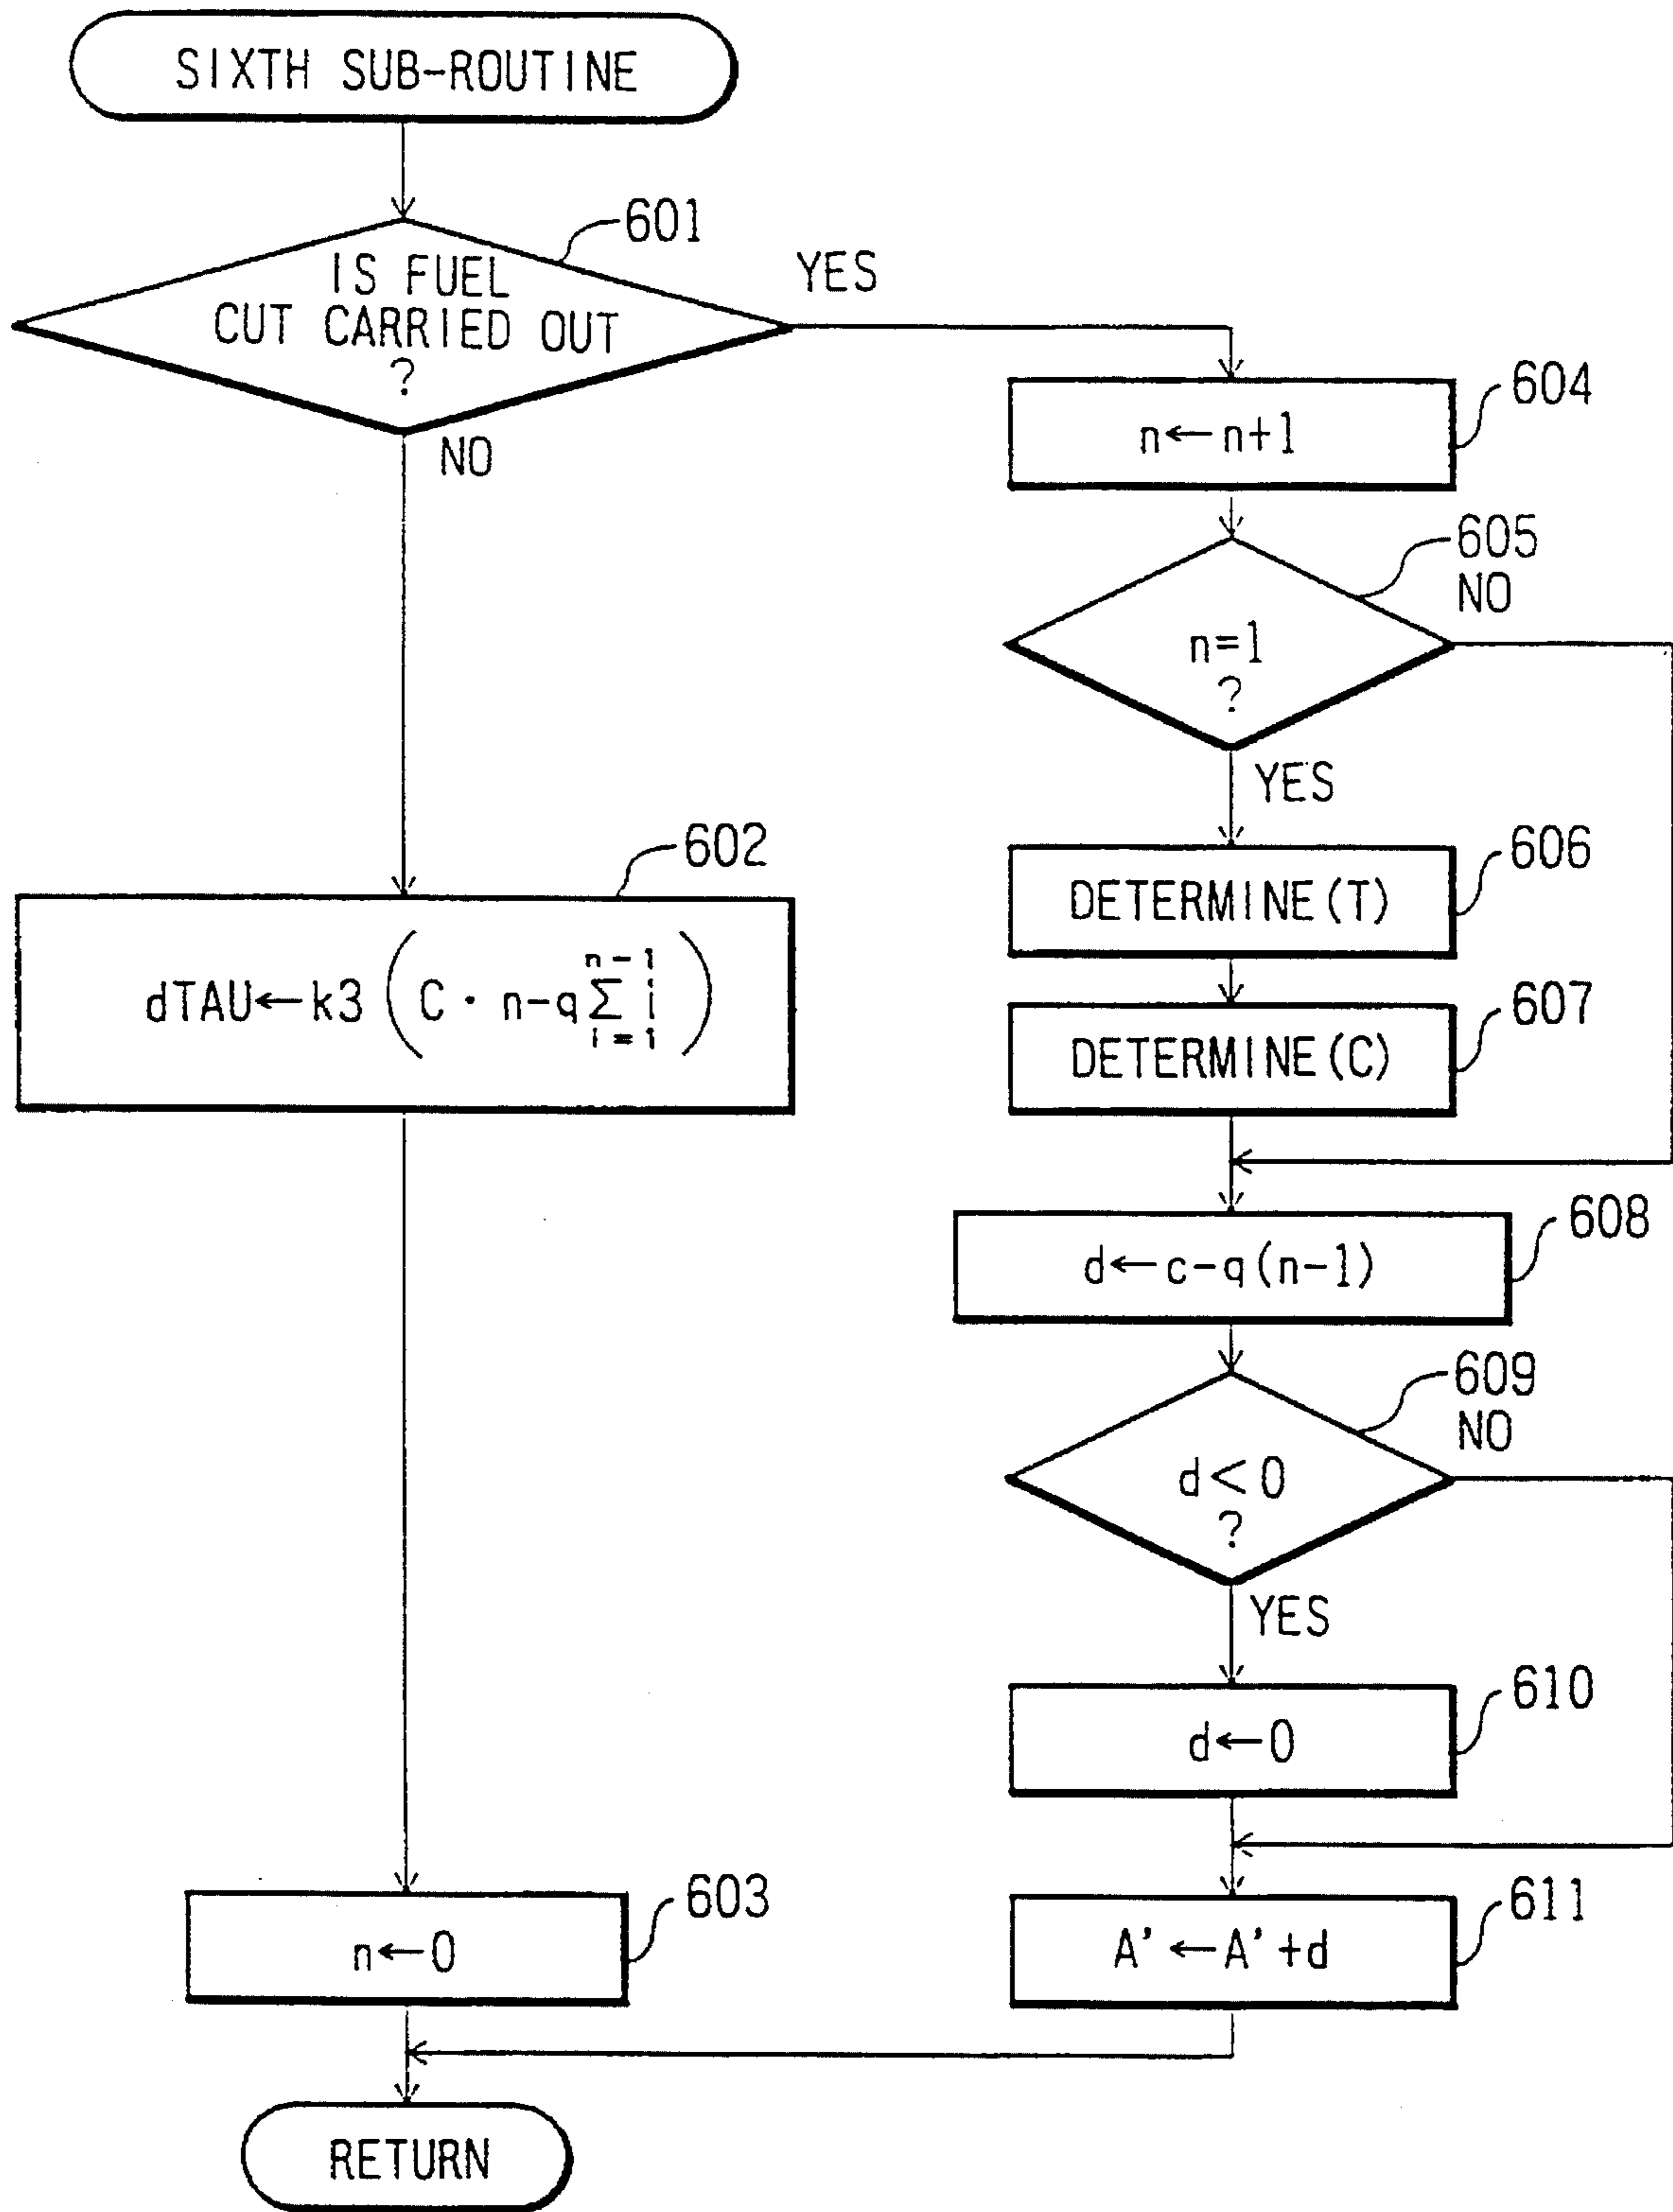 SIXTH SUB-ROUTINE
601
IS FUEL
CUT CARRIED OUT
?
YES
NO
602
dTAU←k3 ( C · n-q n-1 Σ i=1 i )
603
n←0
604
n←n+1
605
NO
n=1
?
YES
606
DETERMINE(T)
607
DETERMINE(C)
608
d←c-q(n-1)
609
NO
d<0
?
YES
610
d←0
611
A'←A'+d
RETURN